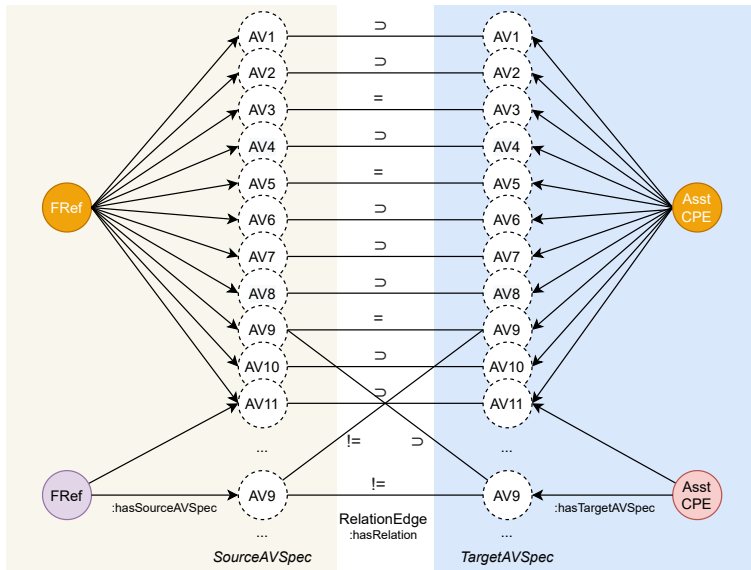 AV1 ⊃ AV1
AV2 ⊃ AV2
AV3 = AV3
AV4 ⊃ AV4
AV5 = AV5
FRef
Asst
CPE
AV6 ⊃ AV6
AV7 ⊃ AV7
AV8 ⊃ AV8
AV9 = AV9
AV10 ⊃ AV10
AV11 ⊃ AV11
... != ⊃ ...
FRef
AV9 != AV9
Asst
CPE
:hasSourceAVSpec
:hasTargetAVSpec
RelationEdge
:hasRelation
... ...
SourceAVSpec
TargetAVSpec